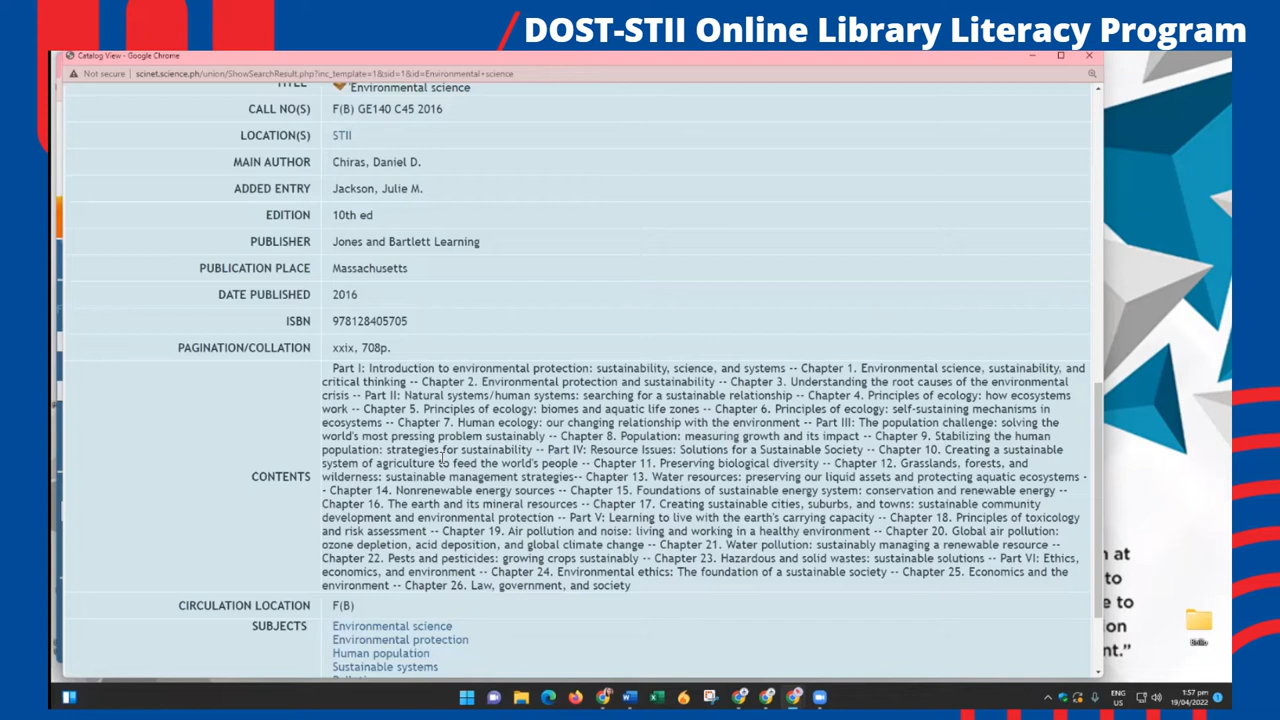 DOST-STII Online Library Literacy Program
Catalog View - Google Chrome
Not secure scinet.science.ph/union/ShowSearchResult.php?inc_template=1&sid=1&id=Environmental+science
TITLE Environmental science
CALL NO(S) F(B) GE140 C45 2016
LOCATION(S) STII
MAIN AUTHOR Chiras, Daniel D.
ADDED ENTRY Jackson, Julie M.
EDITION 10th ed
PUBLISHER Jones and Bartlett Learning
PUBLICATION PLACE Massachusetts
DATE PUBLISHED 2016
ISBN 978128405705
PAGINATION/COLLATION xxix, 708p.
CONTENTS
Part I: Introduction to environmental protection: sustainability, science, and systems -- Chapter 1. Environmental science, sustainability, and
critical thinking -- Chapter 2. Environmental protection and sustainability -- Chapter 3. Understanding the root causes of the environmental
crisis -- Part II: Natural systems/human systems: searching for a sustainable relationship -- Chapter 4. Principles of ecology: how ecosystems
work -- Chapter 5. Principles of ecology: biomes and aquatic life zones -- Chapter 6. Principles of ecology: self-sustaining mechanisms in
ecosystems -- Chapter 7. Human ecology: our changing relationship with the environment -- Part III: The population challenge: solving the
world's most pressing problem sustainably -- Chapter 8. Population: measuring growth and its impact -- Chapter 9. Stabilizing the human
population: strategies for sustainability -- Part IV: Resource Issues: Solutions for a Sustainable Society -- Chapter 10. Creating a sustainable
system of agriculture to feed the world's people -- Chapter 11. Preserving biological diversity -- Chapter 12. Grasslands, forests, and
wilderness: sustainable management strategies-- Chapter 13. Water resources: preserving our liquid assets and protecting aquatic ecosystems -
- Chapter 14. Nonrenewable energy sources -- Chapter 15. Foundations of sustainable energy system: conservation and renewable energy --
Chapter 16. The earth and its mineral resources -- Chapter 17. Creating sustainable cities, suburbs, and towns: sustainable community
development and environmental protection -- Part V: Learning to live with the earth's carrying capacity -- Chapter 18. Principles of toxicology
and risk assessment -- Chapter 19. Air pollution and noise: living and working in a healthy environment -- Chapter 20. Global air pollution:
ozone depletion, acid deposition, and global climate change -- Chapter 21. Water pollution: sustainably managing a renewable resource --
Chapter 22. Pests and pesticides: growing crops sustainably -- Chapter 23. Hazardous and solid wastes: sustainable solutions -- Part VI: Ethics,
economics, and environment -- Chapter 24. Environmental ethics: The foundation of a sustainable society -- Chapter 25. Economics and the
environment -- Chapter 26. Law, government, and society
CIRCULATION LOCATION F(B)
SUBJECTS Environmental science
Environmental protection
Human population
Sustainable systems
m at
to
e to
on
nt."
ENG
US
1:57 pm
19/04/2022